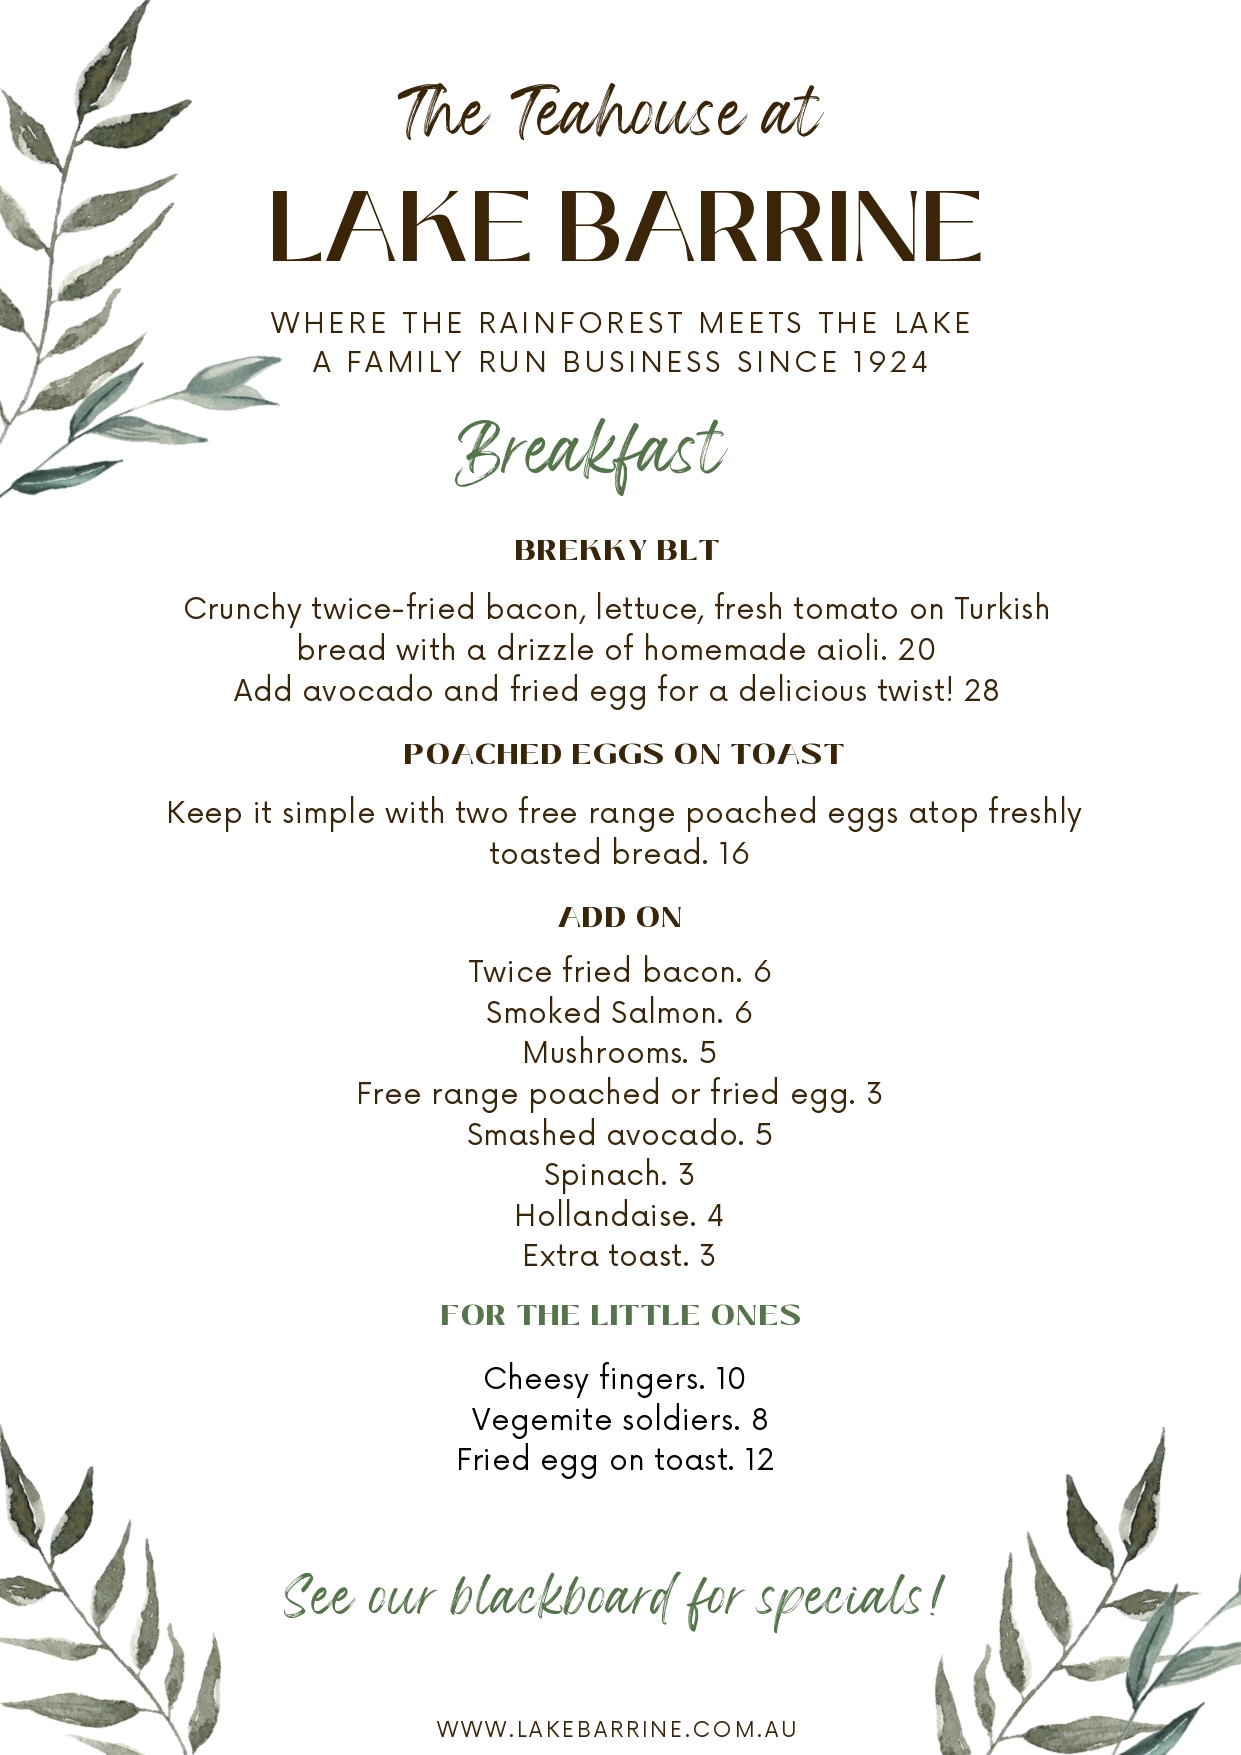 The Teahouse at
LAKE BARRINE
WHERE THE RAINFOREST MEETS THE LAKE
A FAMILY RUN BUSINESS SINCE 1924
Breakfast
BREKKY BLT
Crunchy twice-fried bacon, lettuce, fresh tomato on Turkish
bread with a drizzle of homemade aioli. 20
Add avocado and fried egg for a delicious twist! 28
POACHED EGGS ON TOAST
Keep it simple with two free range poached eggs atop freshly
toasted bread. 16
ADD ON
Twice fried bacon. 6
Smoked Salmon. 6
Mushrooms. 5
Free range poached or fried egg. 3
Smashed avocado. 5
Spinach. 3
Hollandaise. 4
Extra toast. 3
FOR THE LITTLE ONES
Cheesy fingers. 10
Vegemite soldiers. 8
Fried egg on toast. 12
See our blackboard for specials!
WWW.LAKEBARRINE.COM.AU